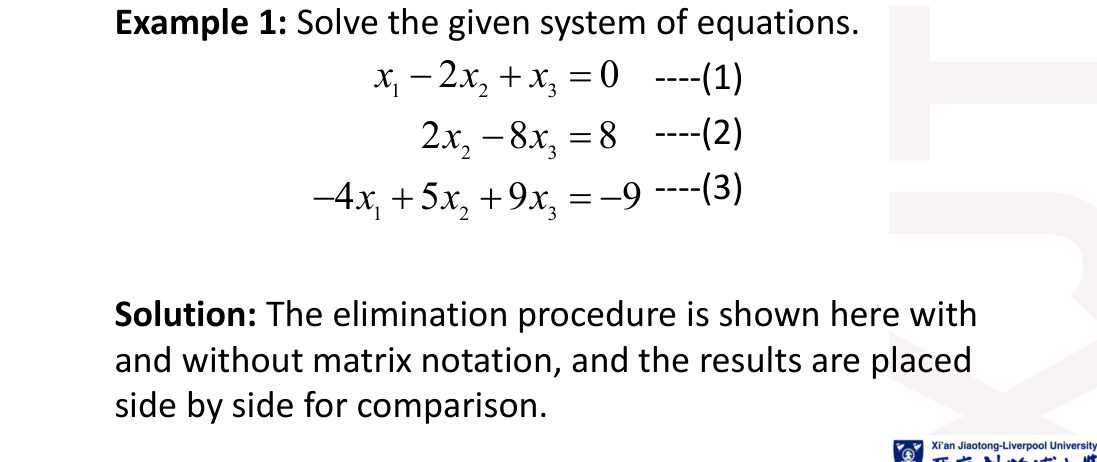 Example 1: Solve the given system of equations.
x₁ − 2x₂ + x₃ = 0 ----(1)
2x₂ − 8x₃ = 8 ----(2)
−4x₁ + 5x₂ + 9x₃ = −9 ----(3)
Solution: The elimination procedure is shown here with
and without matrix notation, and the results are placed
side by side for comparison.
Xi'an Jiaotong-Liverpool University